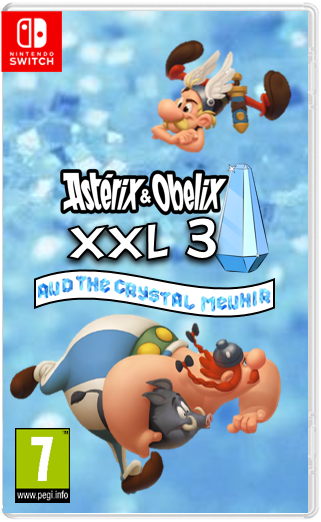 NINTENDO
SWITCH
Astérix & Obelix
XXL 3
AND THE CRYSTAL MENHIR
7
www.pegi.info